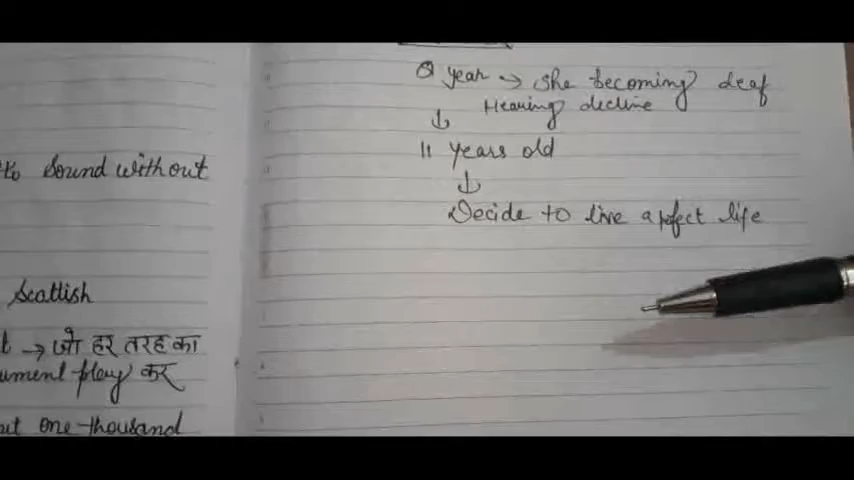 to sound without
Scottish
t → जो हर तरह का
ument play कर
ut one-thousand
8 year → she becoming deaf
Hearing decline
↓
11 years old
↓
Decide to live a pefect life